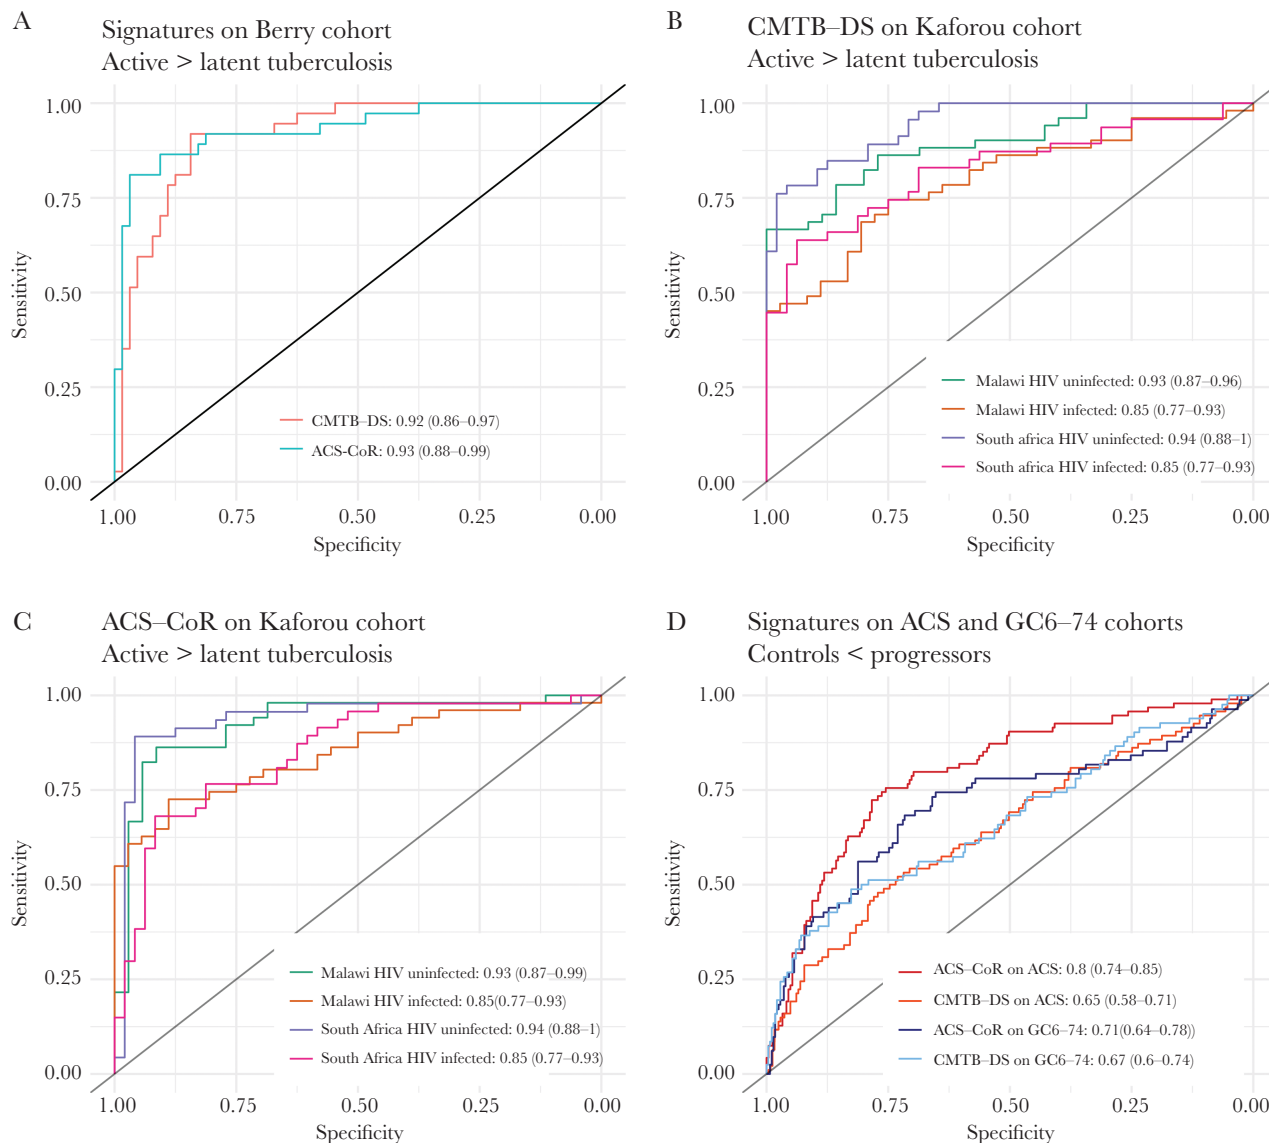 A
Signatures on Berry cohort
Active > latent tuberculosis
1.00
0.75
0.50
0.25
0.00
Sensitivity
CMTB–DS: 0.92 (0.86–0.97)
ACS-CoR: 0.93 (0.88–0.99)
1.00 0.75 0.50 0.25 0.00
Specificity
B
CMTB–DS on Kaforou cohort
Active > latent tuberculosis
1.00
0.75
0.50
0.25
0.00
Sensitivity
Malawi HIV uninfected: 0.93 (0.87–0.96)
Malawi HIV infected: 0.85 (0.77–0.93)
South africa HIV uninfected: 0.94 (0.88–1)
South africa HIV infected: 0.85 (0.77–0.93)
1.00 0.75 0.50 0.25 0.00
Specificity
C
ACS–CoR on Kaforou cohort
Active > latent tuberculosis
1.00
0.75
0.50
0.25
0.00
Sensitivity
Malawi HIV uninfected: 0.93 (0.87–0.99)
Malawi HIV infected: 0.85(0.77–0.93)
South Africa HIV uninfected: 0.94 (0.88–1)
South Africa HIV infected: 0.85 (0.77–0.93)
1.00 0.75 0.50 0.25 0.00
Specificity
D
Signatures on ACS and GC6–74 cohorts
Controls < progressors
1.00
0.75
0.50
0.25
0.00
Sensitivity
ACS–CoR on ACS: 0.8 (0.74–0.85)
CMTB–DS on ACS: 0.65 (0.58–0.71)
ACS–CoR on GC6–74: 0.71(0.64–0.78))
CMTB–DS on GC6–74: 0.67 (0.6–0.74)
1.00 0.75 0.50 0.25 0.00
Specificity